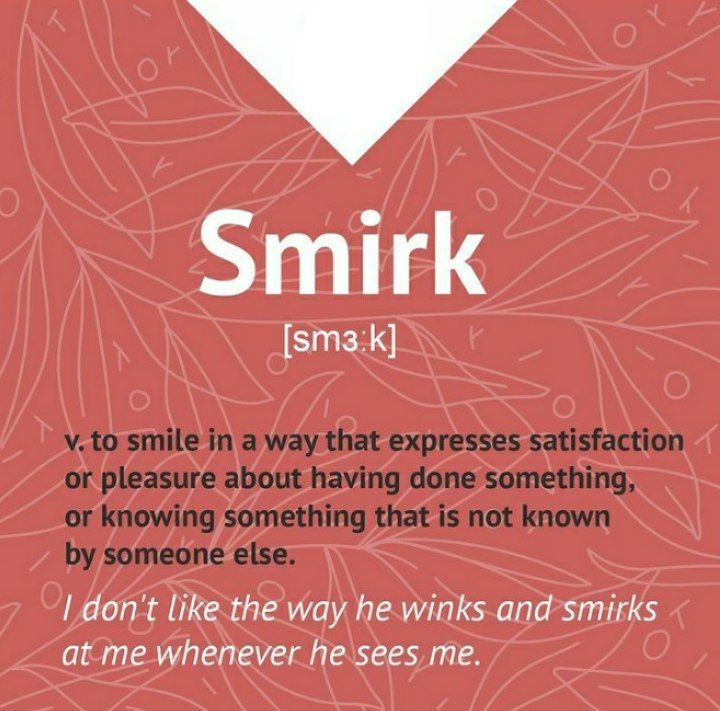 Smirk
[smɜːk]
v. to smile in a way that expresses satisfaction
or pleasure about having done something,
or knowing something that is not known
by someone else.
I don't like the way he winks and smirks
at me whenever he sees me.